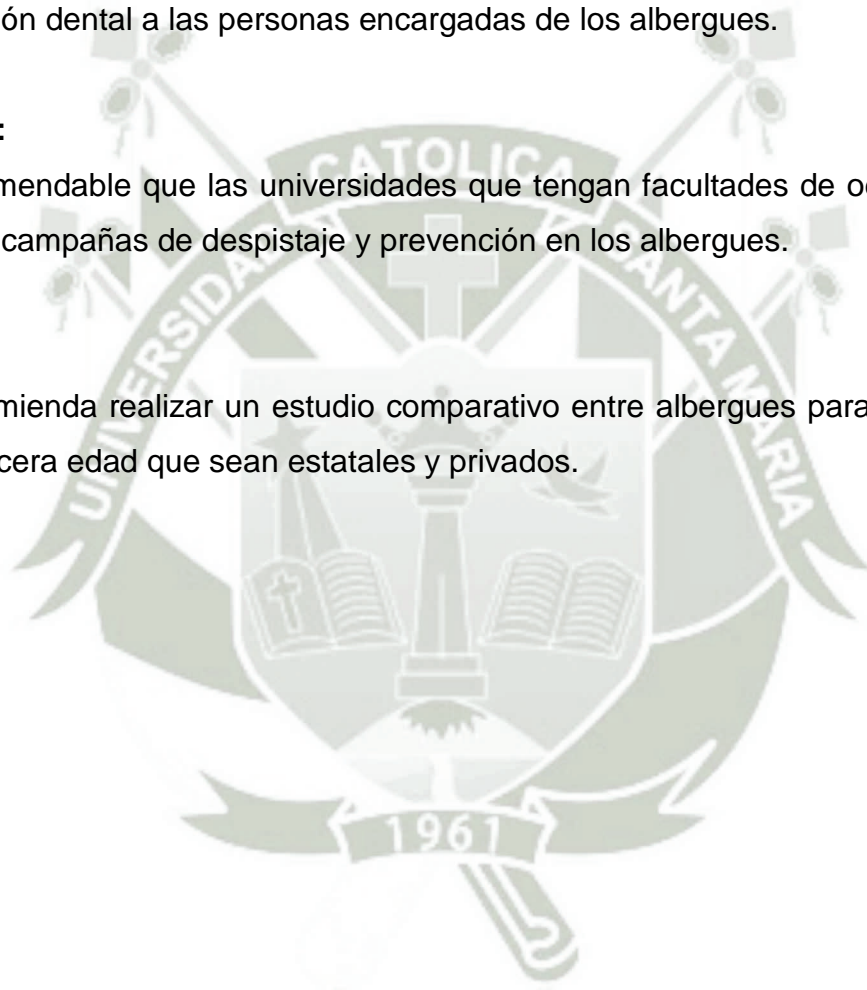 ón dental a las personas encargadas de los albergues.
:
mendable que las universidades que tengan facultades de o
campañas de despistaje y prevención en los albergues.
mienda realizar un estudio comparativo entre albergues para
cera edad que sean estatales y privados.
UNIVERSIDAD CATOLICA SANTA MARIA
1961